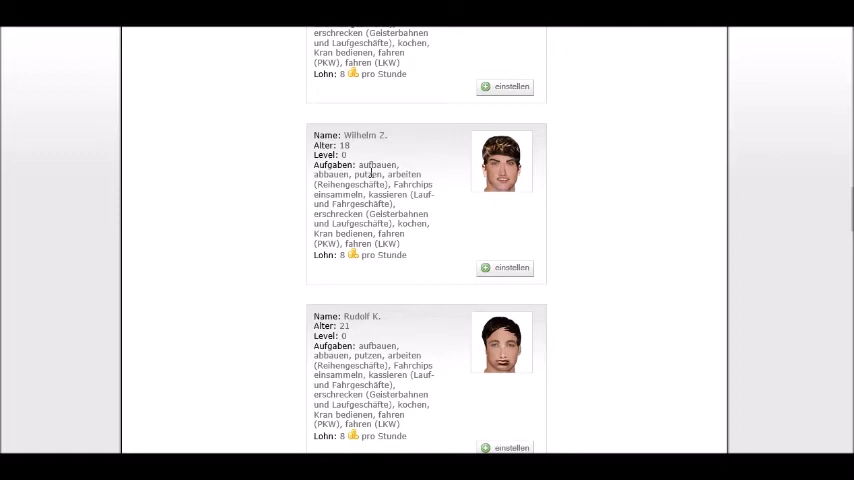 erschrecken (Geisterbahnen
und Laufgeschäfte), kochen,
Kran bedienen, fahren
(PKW), fahren (LKW)
Lohn: 8 pro Stunde
einstellen
Name: Wilhelm Z.
Alter: 18
Level: 0
Aufgaben: aufbauen,
abbauen, putzen, arbeiten
(Reihengeschäfte), Fahrchips
einsammeln, kassieren (Lauf-
und Fahrgeschäfte),
erschrecken (Geisterbahnen
und Laufgeschäfte), kochen,
Kran bedienen, fahren
(PKW), fahren (LKW)
Lohn: 8 pro Stunde
einstellen
Name: Rudolf K.
Alter: 21
Level: 0
Aufgaben: aufbauen,
abbauen, putzen, arbeiten
(Reihengeschäfte), Fahrchips
einsammeln, kassieren (Lauf-
und Fahrgeschäfte),
erschrecken (Geisterbahnen
und Laufgeschäfte), kochen,
Kran bedienen, fahren
(PKW), fahren (LKW)
Lohn: 8 pro Stunde
einstellen